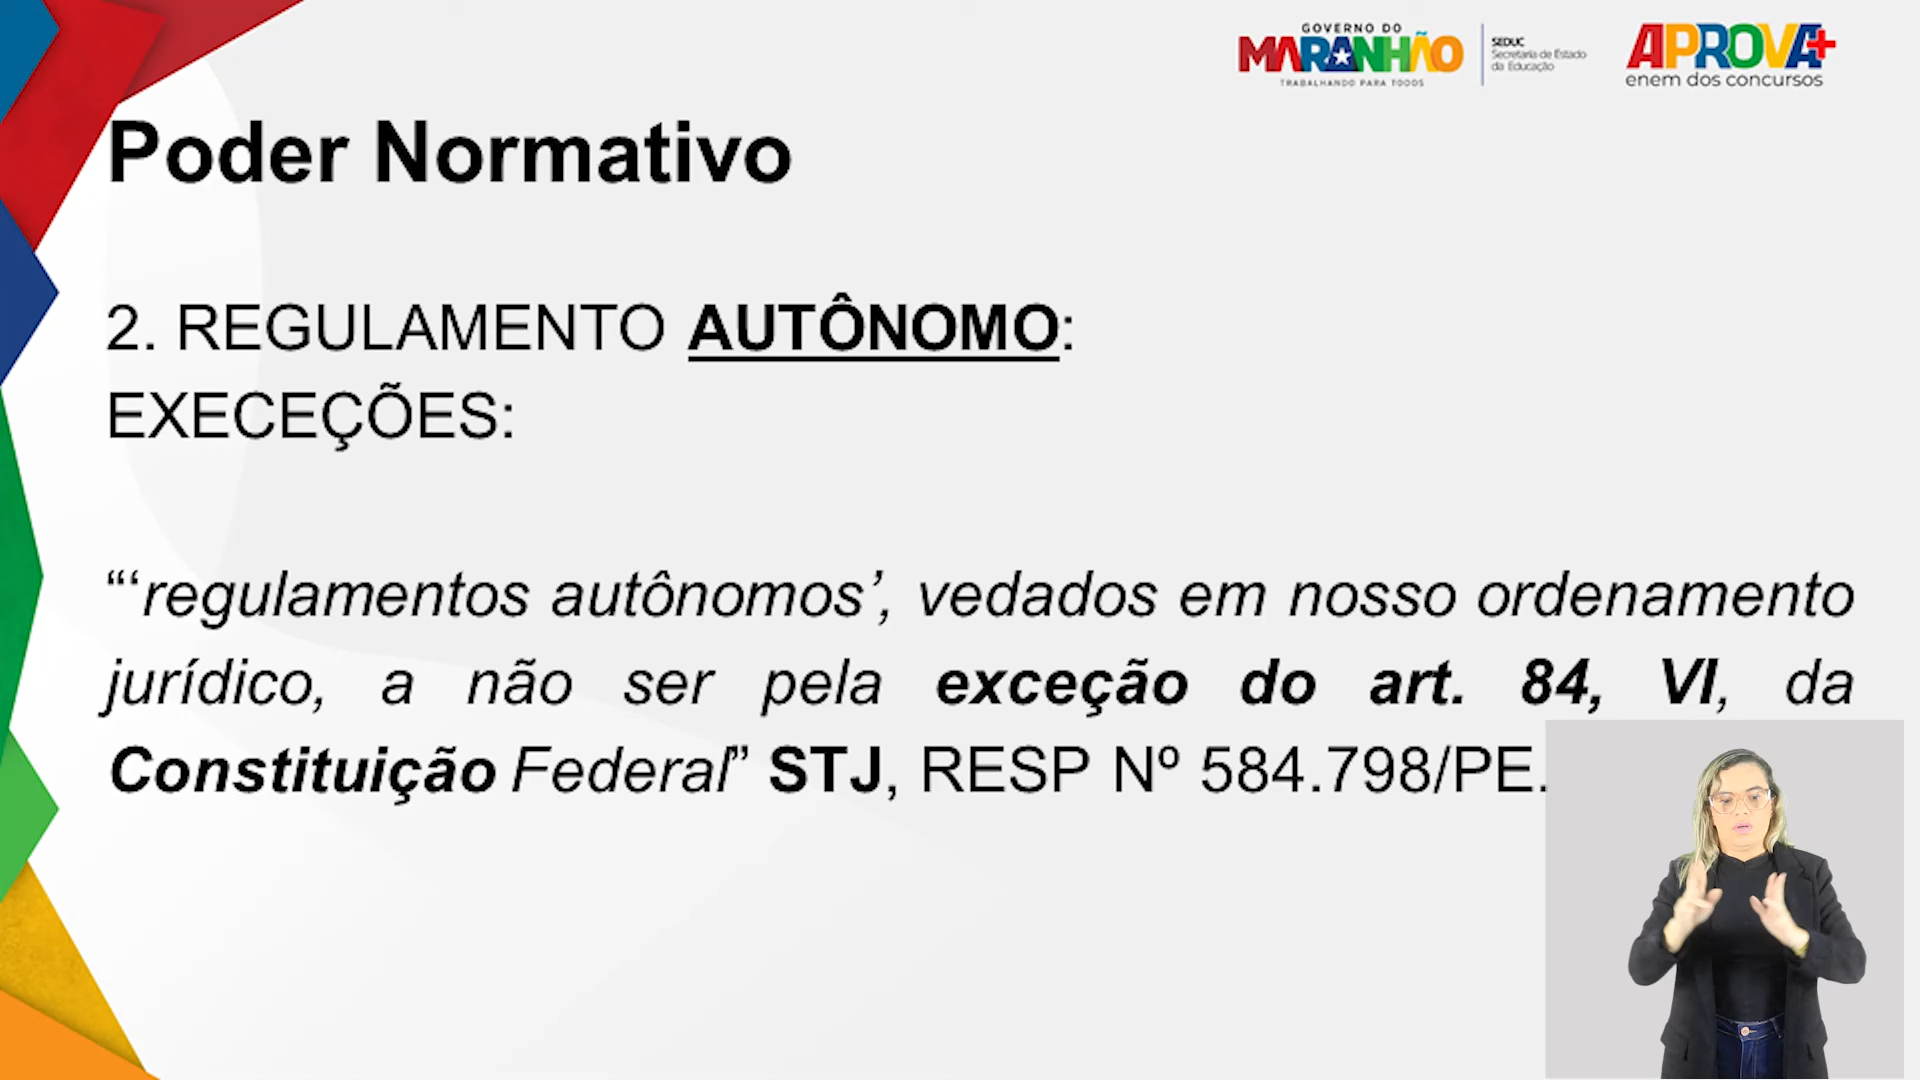 GOVERNO DO
MARANHÃO
TRABALHANDO PARA TODOS
SEDUC
Secretaria de Estado
da Educação
APROVA+
enem dos concursos
Poder Normativo
2. REGULAMENTO AUTÔNOMO:
EXECEÇÕES:
“‘regulamentos autônomos’, vedados em nosso ordenamento
jurídico, a não ser pela exceção do art. 84, VI, da
Constituição Federal” STJ, RESP Nº 584.798/PE.